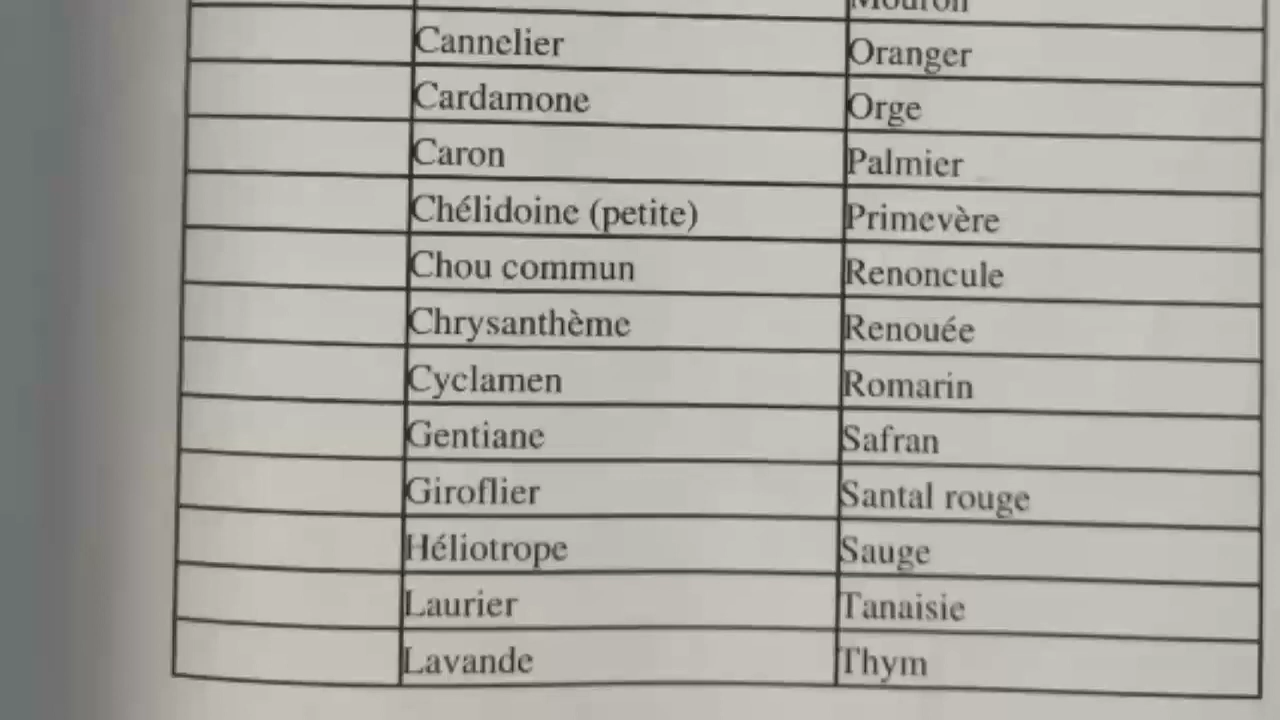 Mouron
Cannelier Oranger
Cardamone Orge
Caron Palmier
Chélidoine (petite) Primevère
Chou commun Renoncule
Chrysanthème Renouée
Cyclamen Romarin
Gentiane Safran
Giroflier Santal rouge
Héliotrope Sauge
Laurier Tanaisie
Lavande Thym